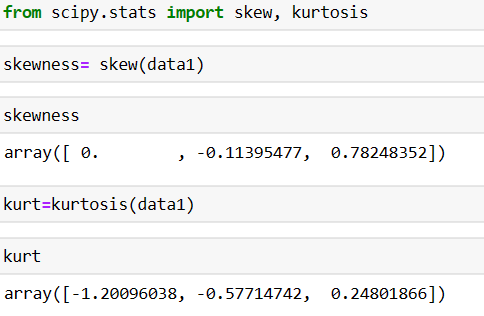 from scipy.stats import skew, kurtosis
skewness= skew(data1)
skewness
array([ 0.        , -0.11395477,  0.78248352])
kurt=kurtosis(data1)
kurt
array([-1.20096038, -0.57714742,  0.24801866])